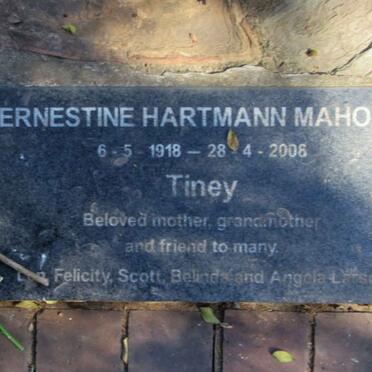 ERNESTINE HARTMANN MAHO
6 - 5 - 1918 — 28 - 4 - 2006
Tiney
Beloved mother, grandmother
and friend to many.
Felicity, Scott, Belinda and Angela Lars